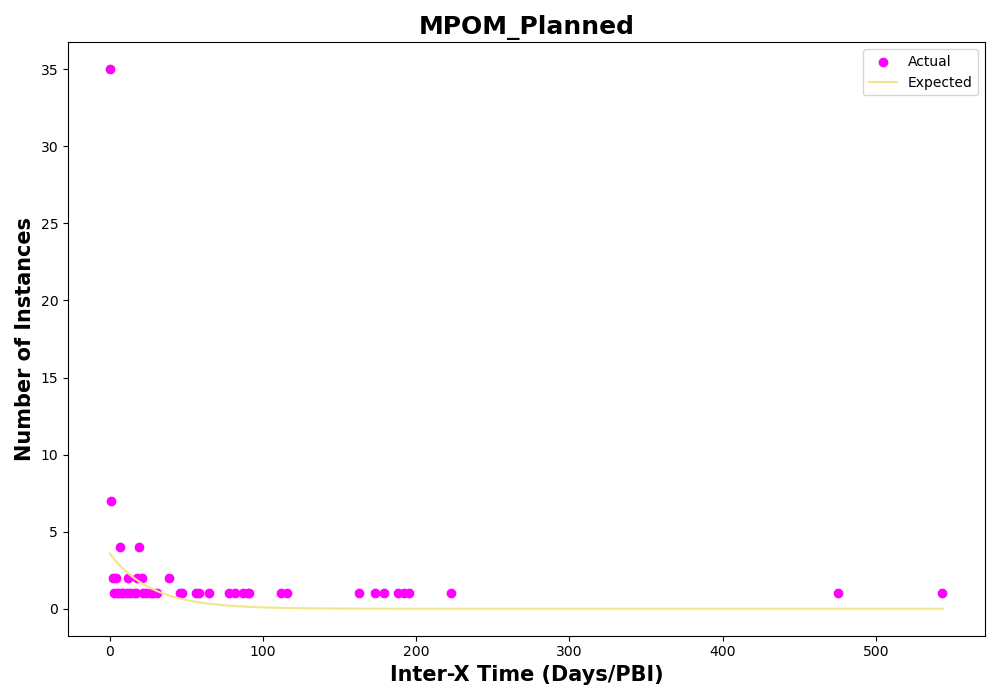 MPOM_Planned
Actual
Expected
Number of Instances
35
30
25
20
15
10
5
0
0 100 200 300 400 500
Inter-X Time (Days/PBI)